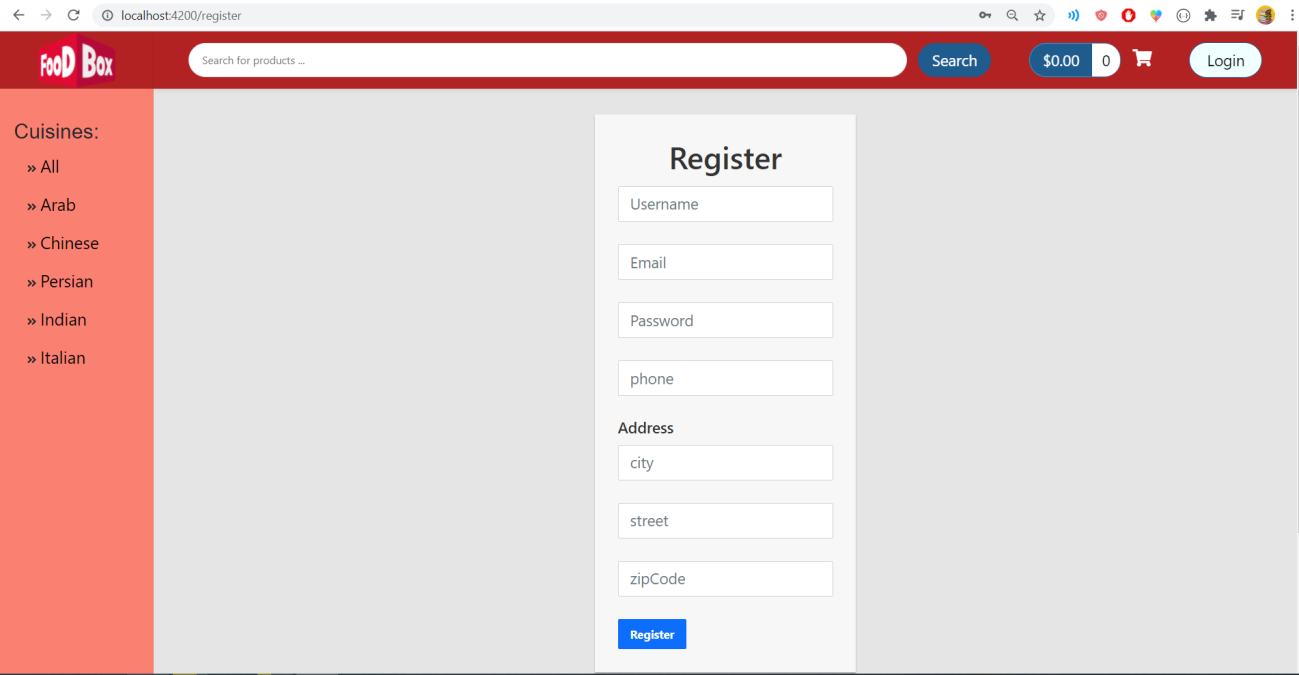 localhost:4200/register
FooD Box
Search for products ...
Search
$0.00 0
Login
Cuisines:
» All
» Arab
» Chinese
» Persian
» Indian
» Italian
Register
Username
Email
Password
phone
Address
city
street
zipCode
Register